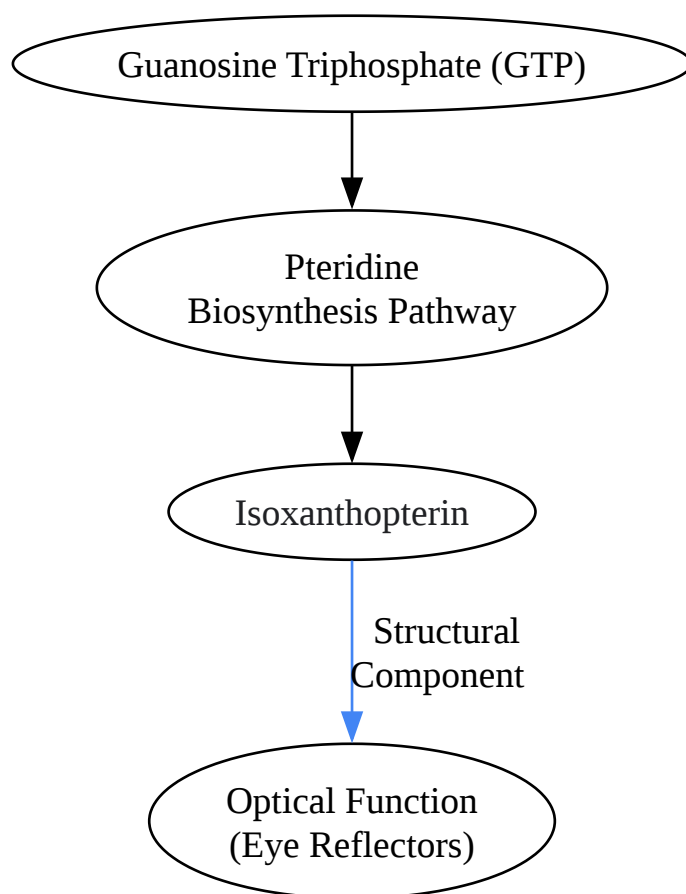 Guanosine Triphosphate (GTP)
Pteridine
Biosynthesis Pathway
Isoxanthopterin
Structural
Component
Optical Function
(Eye Reflectors)